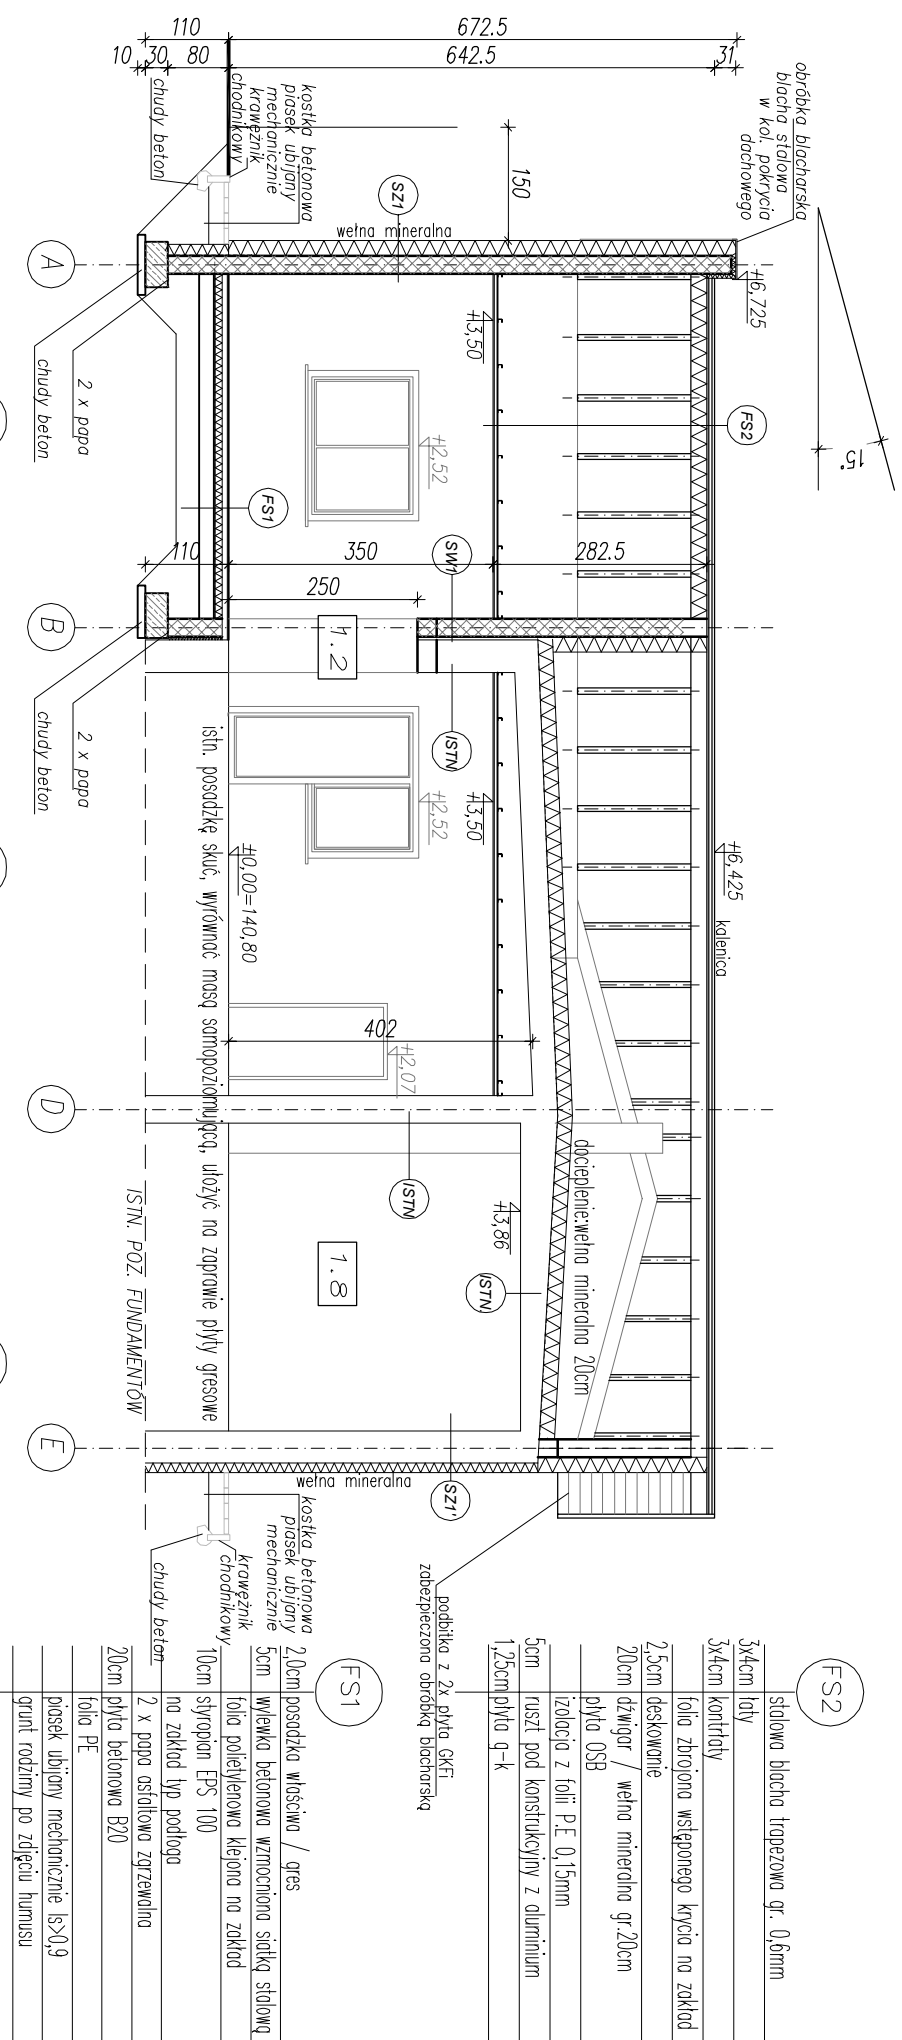 110
672.5
10
30
80
642.5
31
obróbka blacharska
blacha stalowa
w kol. pokrycia
dachowego
15°
kostka betonowa
piasek ubijany
mechanicznie
krawężnik
chodnikowy
chudy beton
150
SZ1
wełna mineralna
A
+6,725
+3,50
FS2
2 x papa
chudy beton
+2,52
FS1
110
350
282.5
SW1
250
B
1.2
2 x papa
chudy beton
ISTN
+3,50
+2,52
istn. posadzkę skuć, wyrównać masą samopoziomującą, ułożyć na zaprawie płyty gresowe
±0,00=140,80
+6,425
kalenica
402
+2,07
D
docieplenie:wełna mineralna 20cm
ISTN
+3,86
ISTN.
1.8
ISTN. POZ. FUNDAMENTÓW
E
wełna mineralna
SZ1'
kostka betonowa
piasek ubijany
mechanicznie
krawężnik
chodnikowy
chudy beton
podbitka z 2x płyta GKFi
zabezpieczona obróbką blacharską
FS2
stalowa blacha trapezowa gr. 0,6mm
3x4cm łaty
3x4cm kontrłaty
folia zbrojona wstęponego krycia na zakład
2,5cm deskowanie
20cm dźwigar / wełna mineralna gr.20cm
płyta OSB
izolacja z folii P.E 0,15mm
5cm ruszt pod konstrukcyjny z aluminium
1,25cm płyta g-k
FS1
2,0cm posadzka właściwa / gres
5cm wylewka betonowa wzmocniona siatką stalową
folia polietylenowa klejona na zakład
10cm styropian EPS 100
na zakład typ podłoga
2 x papa asfaltowa zgrzewalna
20cm płyta betonowa B20
folia PE
piasek ubijany mechanicznie Is>0,9
grunt rodzimy po zdjęciu humusu